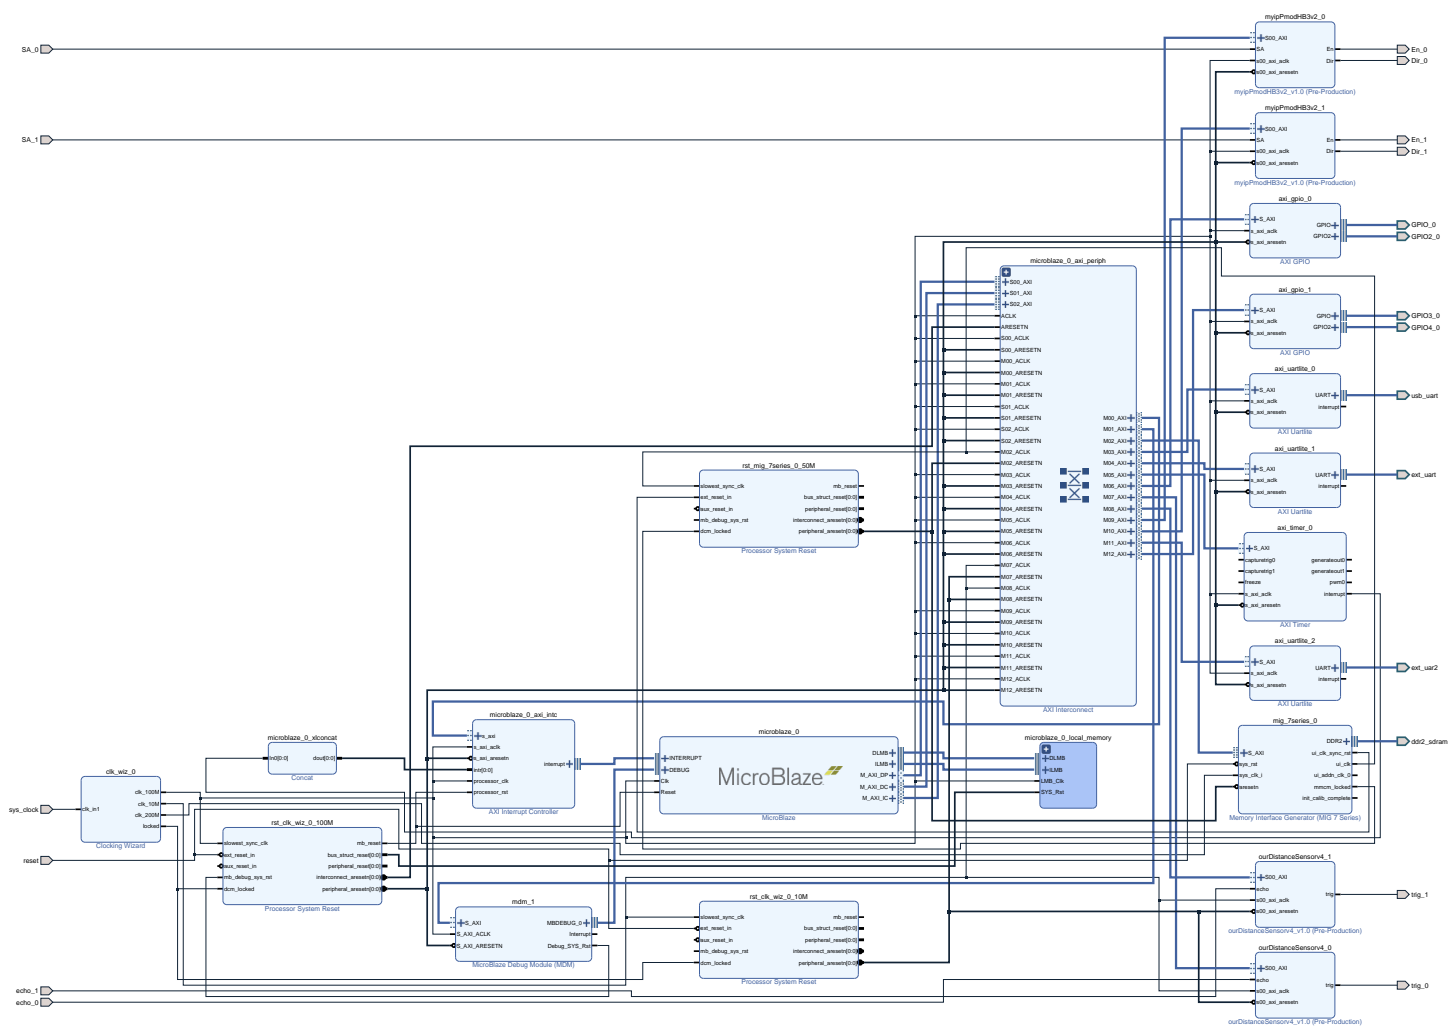 myipPmodHB3v2_0
S00_AXI
SA
s00_axi_aclk
s00_axi_aresetn
En
Dir
myipPmodHB3v2_v1.0 (Pre-Production)
SA_0
En_0
Dir_0
myipPmodHB3v2_1
S00_AXI
SA
s00_axi_aclk
s00_axi_aresetn
En
Dir
myipPmodHB3v2_v1.0 (Pre-Production)
SA_1
En_1
Dir_1
axi_gpio_0
S_AXI
s_axi_aclk
s_axi_aresetn
GPIO
GPIO2
AXI GPIO
GPIO_0
GPIO2_0
axi_gpio_1
S_AXI
s_axi_aclk
s_axi_aresetn
GPIO
GPIO2
AXI GPIO
GPIO3_0
GPIO4_0
axi_uartlite_0
S_AXI
s_axi_aclk
s_axi_aresetn
UART
interrupt
AXI Uartlite
usb_uart
axi_uartlite_1
S_AXI
s_axi_aclk
s_axi_aresetn
UART
interrupt
AXI Uartlite
ext_uart
axi_timer_0
S_AXI
capturetrig0
capturetrig1
freeze
s_axi_aclk
s_axi_aresetn
generateout0
generateout1
pwm0
interrupt
AXI Timer
axi_uartlite_2
S_AXI
s_axi_aclk
s_axi_aresetn
UART
interrupt
AXI Uartlite
ext_uar2
mig_7series_0
S_AXI
sys_rst
sys_clk_i
aresetn
DDR2
ui_clk_sync_rst
ui_clk
ui_addn_clk_0
mmcm_locked
init_calib_complete
Memory Interface Generator (MIG 7 Series)
ddr2_sdram
ourDistanceSensorv4_1
S00_AXI
echo
s00_axi_aclk
s00_axi_aresetn
trig
ourDistanceSensorv4_v1.0 (Pre-Production)
trig_1
ourDistanceSensorv4_0
S00_AXI
echo
s00_axi_aclk
s00_axi_aresetn
trig
ourDistanceSensorv4_v1.0 (Pre-Production)
trig_0
microblaze_0_axi_periph
S00_AXI
S01_AXI
S02_AXI
ACLK
ARESETN
S00_ACLK
S00_ARESETN
M00_ACLK
M00_ARESETN
M01_ACLK
M01_ARESETN
S01_ACLK
S01_ARESETN
S02_ACLK
S02_ARESETN
M02_ACLK
M02_ARESETN
M03_ACLK
M03_ARESETN
M04_ACLK
M04_ARESETN
M05_ACLK
M05_ARESETN
M06_ACLK
M06_ARESETN
M07_ACLK
M07_ARESETN
M08_ACLK
M08_ARESETN
M09_ACLK
M09_ARESETN
M10_ACLK
M10_ARESETN
M11_ACLK
M11_ARESETN
M12_ACLK
M12_ARESETN
M00_AXI
M01_AXI
M02_AXI
M03_AXI
M04_AXI
M05_AXI
M06_AXI
M07_AXI
M08_AXI
M09_AXI
M10_AXI
M11_AXI
M12_AXI
AXI Interconnect
rst_mig_7series_0_50M
slowest_sync_clk
ext_reset_in
aux_reset_in
mb_debug_sys_rst
dcm_locked
mb_reset
bus_struct_reset[0:0]
peripheral_reset[0:0]
interconnect_aresetn[0:0]
peripheral_aresetn[0:0]
Processor System Reset
microblaze_0_axi_intc
s_axi
s_axi_aclk
s_axi_aresetn
intr[0:0]
processor_clk
processor_rst
interrupt
AXI Interrupt Controller
microblaze_0
INTERRUPT
DEBUG
Clk
Reset
MicroBlaze
DLMB
ILMB
M_AXI_DP
M_AXI_DC
M_AXI_IC
MicroBlaze
microblaze_0_local_memory
DLMB
ILMB
LMB_Clk
SYS_Rst
microblaze_0_xlconcat
In0[0:0]
dout[0:0]
Concat
clk_wiz_0
clk_in1
clk_100M
clk_10M
clk_200M
locked
Clocking Wizard
sys_clock
reset
rst_clk_wiz_0_100M
slowest_sync_clk
ext_reset_in
aux_reset_in
mb_debug_sys_rst
dcm_locked
mb_reset
bus_struct_reset[0:0]
peripheral_reset[0:0]
interconnect_aresetn[0:0]
peripheral_aresetn[0:0]
Processor System Reset
mdm_1
S_AXI
S_AXI_ACLK
S_AXI_ARESETN
MBDEBUG_0
Interrupt
Debug_SYS_Rst
MicroBlaze Debug Module (MDM)
rst_clk_wiz_0_10M
slowest_sync_clk
ext_reset_in
aux_reset_in
mb_debug_sys_rst
dcm_locked
mb_reset
bus_struct_reset[0:0]
peripheral_reset[0:0]
interconnect_aresetn[0:0]
peripheral_aresetn[0:0]
Processor System Reset
echo_1
echo_0